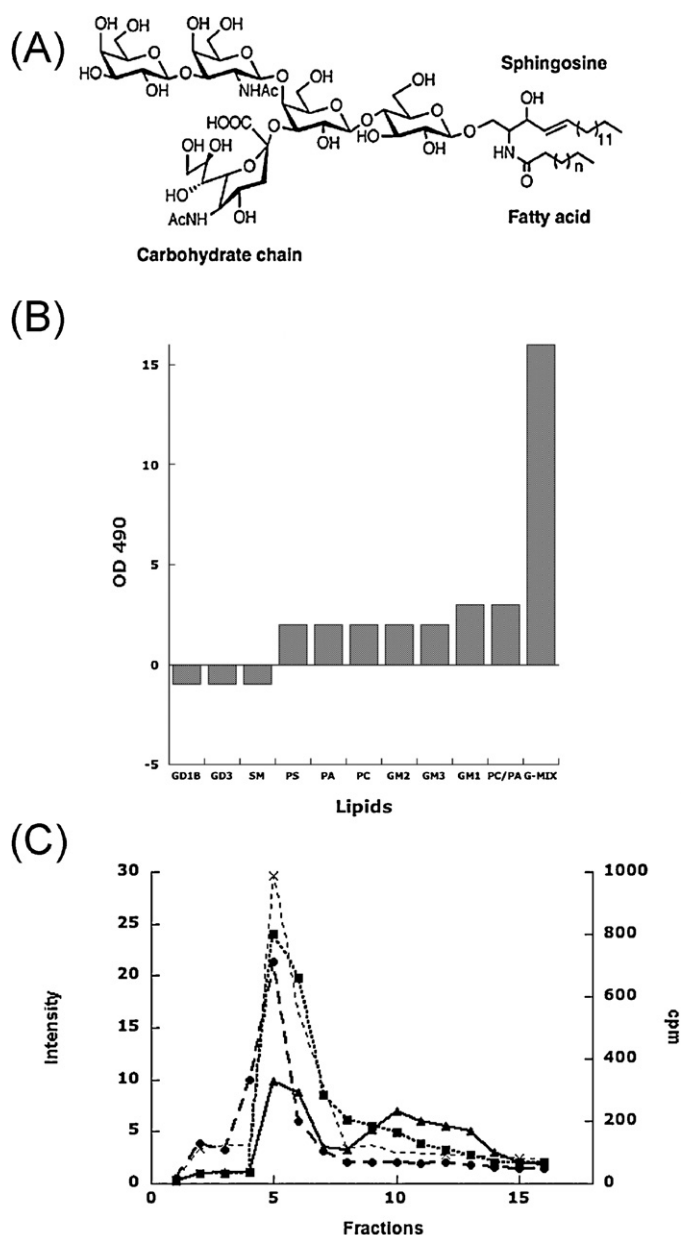 (A)
OH
OH
OH
OH
O
O
O
OH
Sphingosine
HO
O
O
OH
O
OH
OH
NHAc
O
O
OH
HOOC
O
OH
O
HO
OH
O
11
OH
OH
O
OH
HN
n
HO
O
AcHN
OH
OH
Fatty acid
Carbohydrate chain
(B)
15
10
5
0
-5
OD 490
GD1B GD3 SM PS PA PC GM2 GM3 GM1 PC/PA G-MIX
Lipids
(C)
30 1000
25
800
20
600
15
400
10
200
5
0 0
0 5 10 15
Intensity
cpm
Fractions